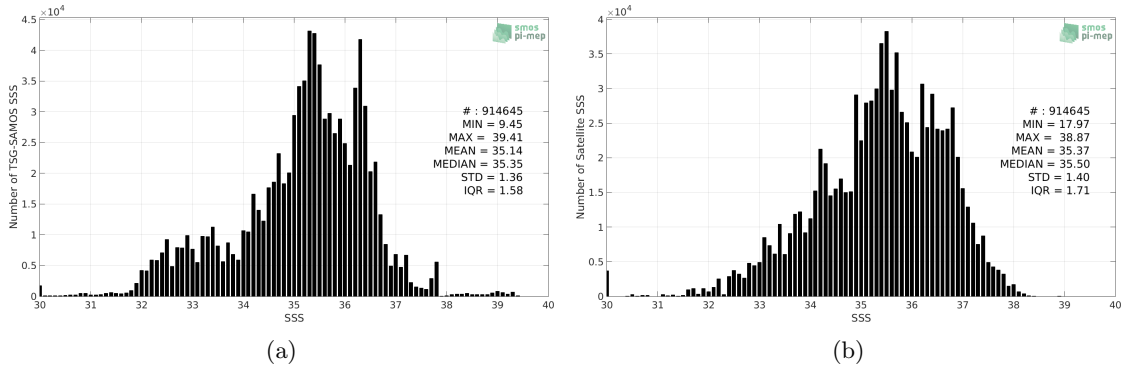 ×10⁴
4.5
4
3.5
3
2.5
2
1.5
1
0.5
0
Number of TSG-SAMOS SSS
smos
pi-mep
# : 914645
MIN = 9.45
MAX = 39.41
MEAN = 35.14
MEDIAN = 35.35
STD = 1.36
IQR = 1.58
30 31 32 33 34 35 36 37 38 39 40
SSS
(a)
×10⁴
4
3.5
3
2.5
2
1.5
1
0.5
0
Number of Satellite SSS
smos
pi-mep
# : 914645
MIN = 17.97
MAX = 38.87
MEAN = 35.37
MEDIAN = 35.50
STD = 1.40
IQR = 1.71
30 31 32 33 34 35 36 37 38 39 40
SSS
(b)